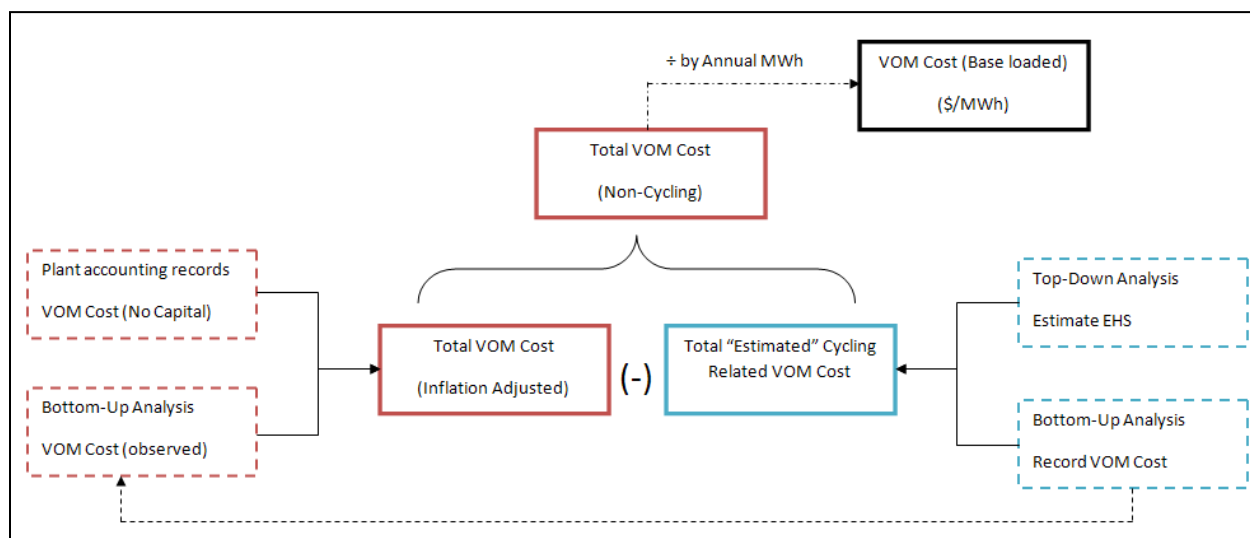 ÷ by Annual MWh
VOM Cost (Base loaded)
($/MWh)
Total VOM Cost
(Non-Cycling)
Plant accounting records
VOM Cost (No Capital)
Top-Down Analysis
Estimate EHS
Total VOM Cost
(Inflation Adjusted)
(-)
Total “Estimated” Cycling
Related VOM Cost
Bottom-Up Analysis
VOM Cost (observed)
Bottom-Up Analysis
Record VOM Cost